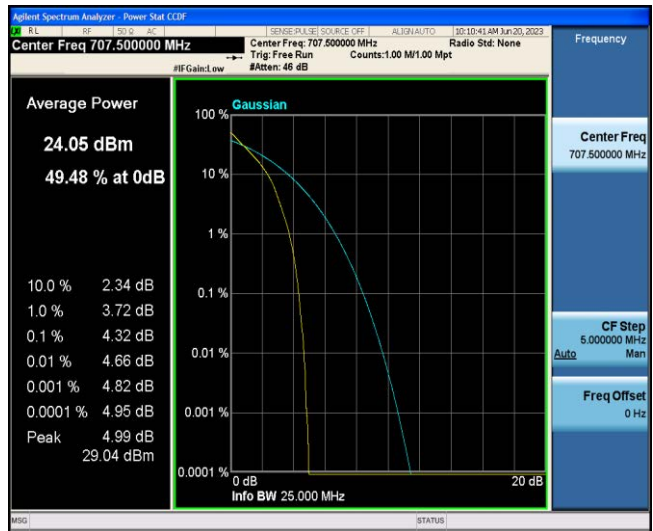 Agilent Spectrum Analyzer - Power Stat CCDF
RL RF 50 Ω AC SENSE:PULSE SOURCE OFF ALIGN AUTO 10:10:41 AM Jun 20, 2023
Center Freq 707.500000 MHz
Center Freq: 707.500000 MHz Radio Std: None
Trig: Free Run Counts:1.00 M/1.00 Mpt
#IFGain:Low #Atten: 46 dB
Frequency
Average Power
24.05 dBm
49.48 % at 0dB
10.0 % 2.34 dB
1.0 % 3.72 dB
0.1 % 4.32 dB
0.01 % 4.66 dB
0.001 % 4.82 dB
0.0001 % 4.95 dB
Peak 4.99 dB
29.04 dBm
Gaussian
100 %
10 %
1 %
0.1 %
0.01 %
0.001 %
0.0001 %
0 dB 20 dB
Info BW 25.000 MHz
Center Freq
707.500000 MHz
CF Step
5.000000 MHz
Auto Man
Freq Offset
0 Hz
MSG STATUS